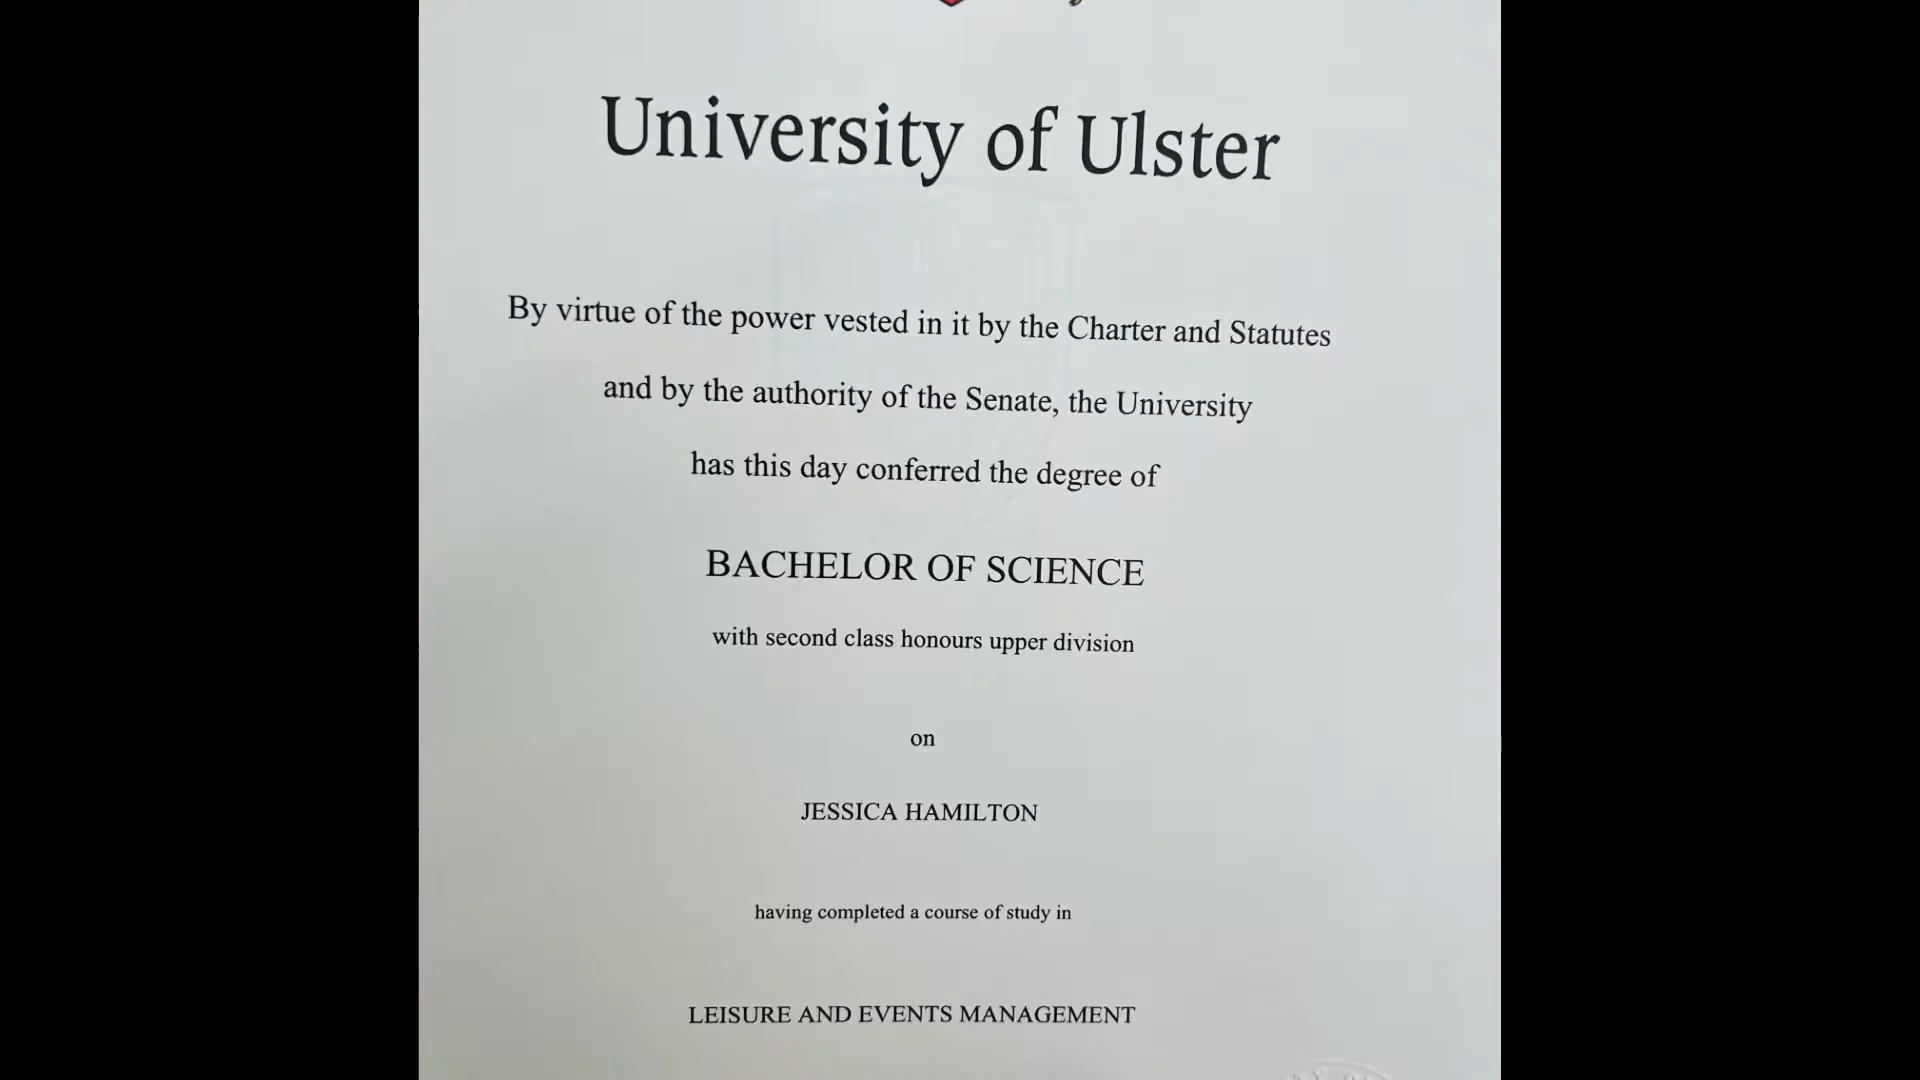 University of Ulster
By virtue of the power vested in it by the Charter and Statutes
and by the authority of the Senate, the University
has this day conferred the degree of
BACHELOR OF SCIENCE
with second class honours upper division
on
JESSICA HAMILTON
having completed a course of study in
LEISURE AND EVENTS MANAGEMENT